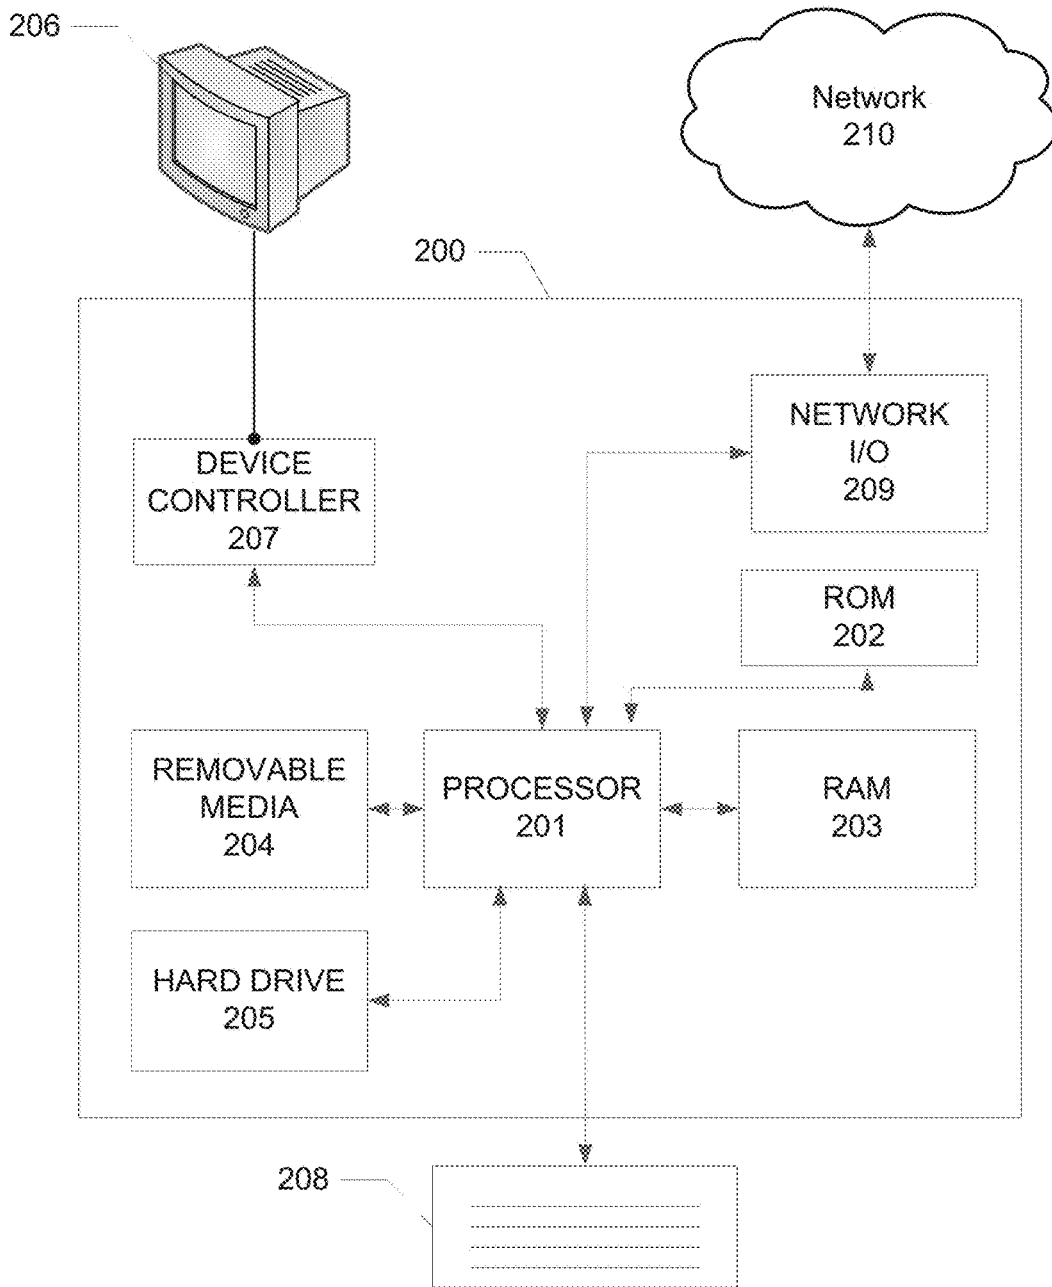 206
Network
210
200
NETWORK
I/O
209
DEVICE
CONTROLLER
207
ROM
202
REMOVABLE
MEDIA
204
PROCESSOR
201
RAM
203
HARD DRIVE
205
208